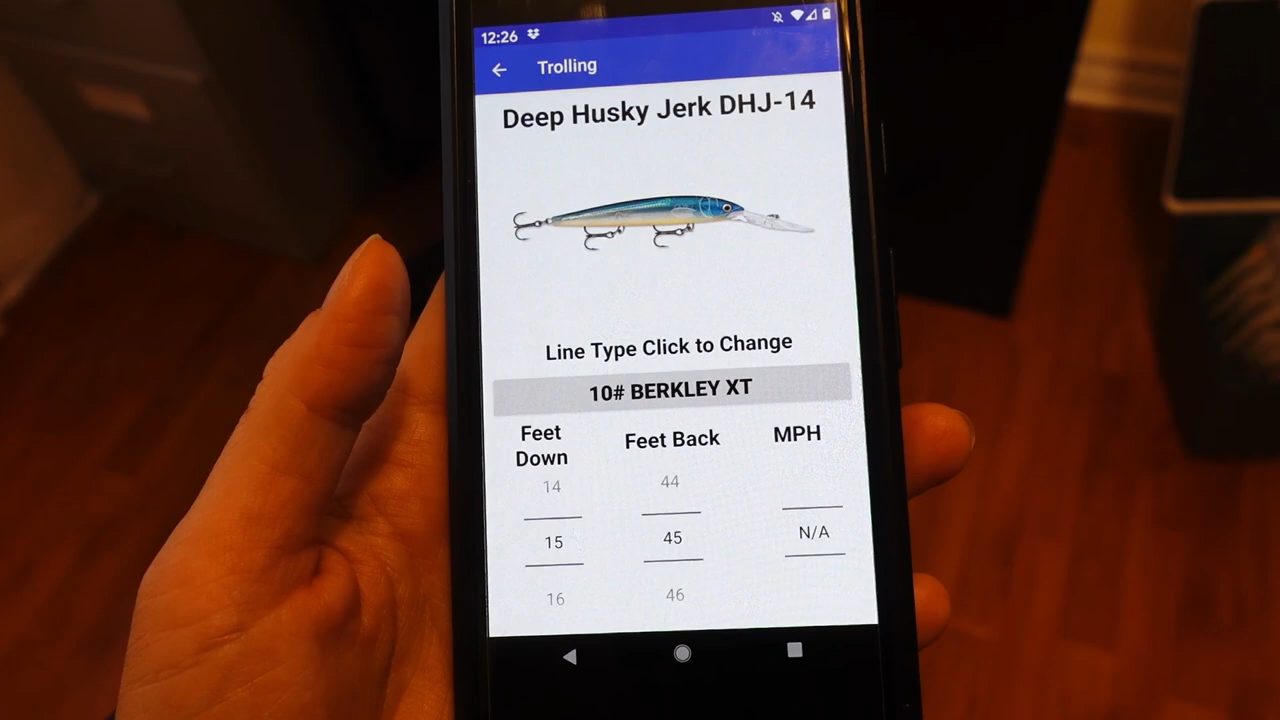 12:26
Trolling
Deep Husky Jerk DHJ-14
Line Type Click to Change
10# BERKLEY XT
Feet Down
Feet Back
MPH
14
44
15
45
N/A
16
46